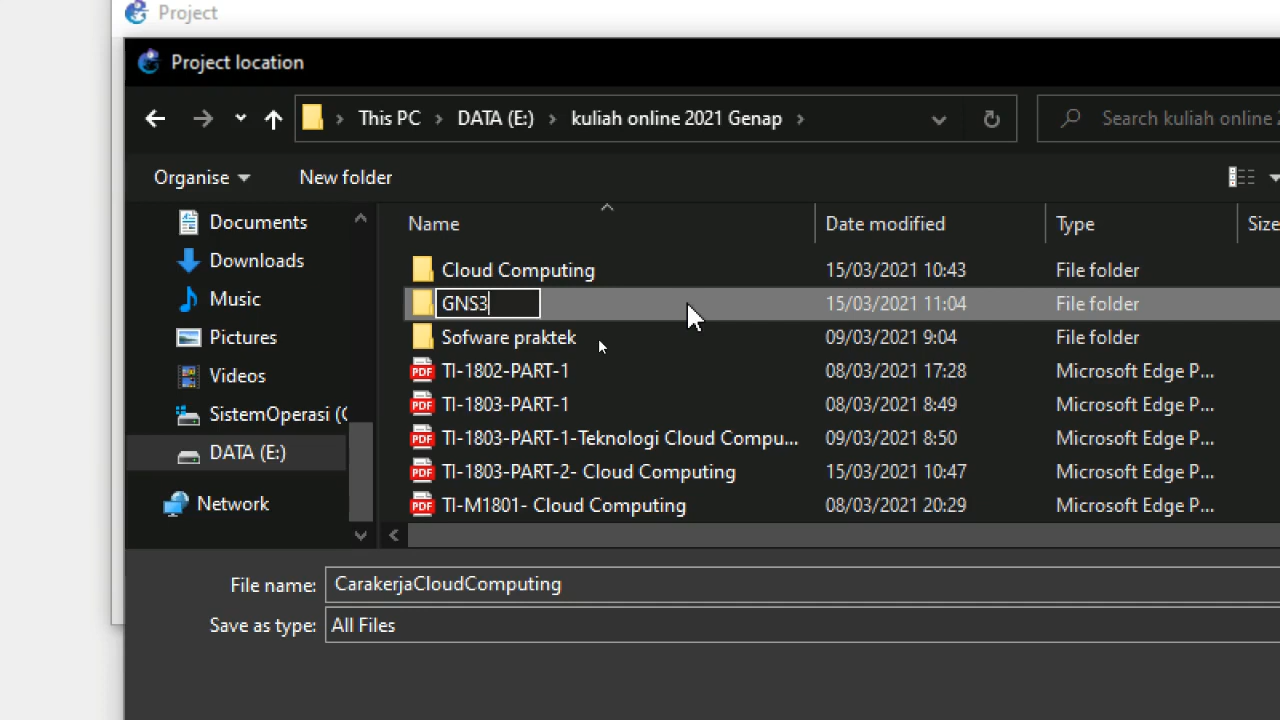 Project
Project location
This PC > DATA (E:) > kuliah online 2021 Genap >
Search kuliah online
Organise
New folder
Name
Date modified
Type
Size
Documents
Downloads
Music
Pictures
Videos
SistemOperasi (
DATA (E:)
Network
Cloud Computing 15/03/2021 10:43 File folder
GNS3 15/03/2021 11:04 File folder
Sofware praktek 09/03/2021 9:04 File folder
PDF TI-1802-PART-1 08/03/2021 17:28 Microsoft Edge P...
PDF TI-1803-PART-1 08/03/2021 8:49 Microsoft Edge P...
PDF TI-1803-PART-1-Teknologi Cloud Compu... 09/03/2021 8:50 Microsoft Edge P...
PDF TI-1803-PART-2- Cloud Computing 15/03/2021 10:47 Microsoft Edge P...
PDF TI-M1801- Cloud Computing 08/03/2021 20:29 Microsoft Edge P...
File name: CarakerjaCloudComputing
Save as type: All Files